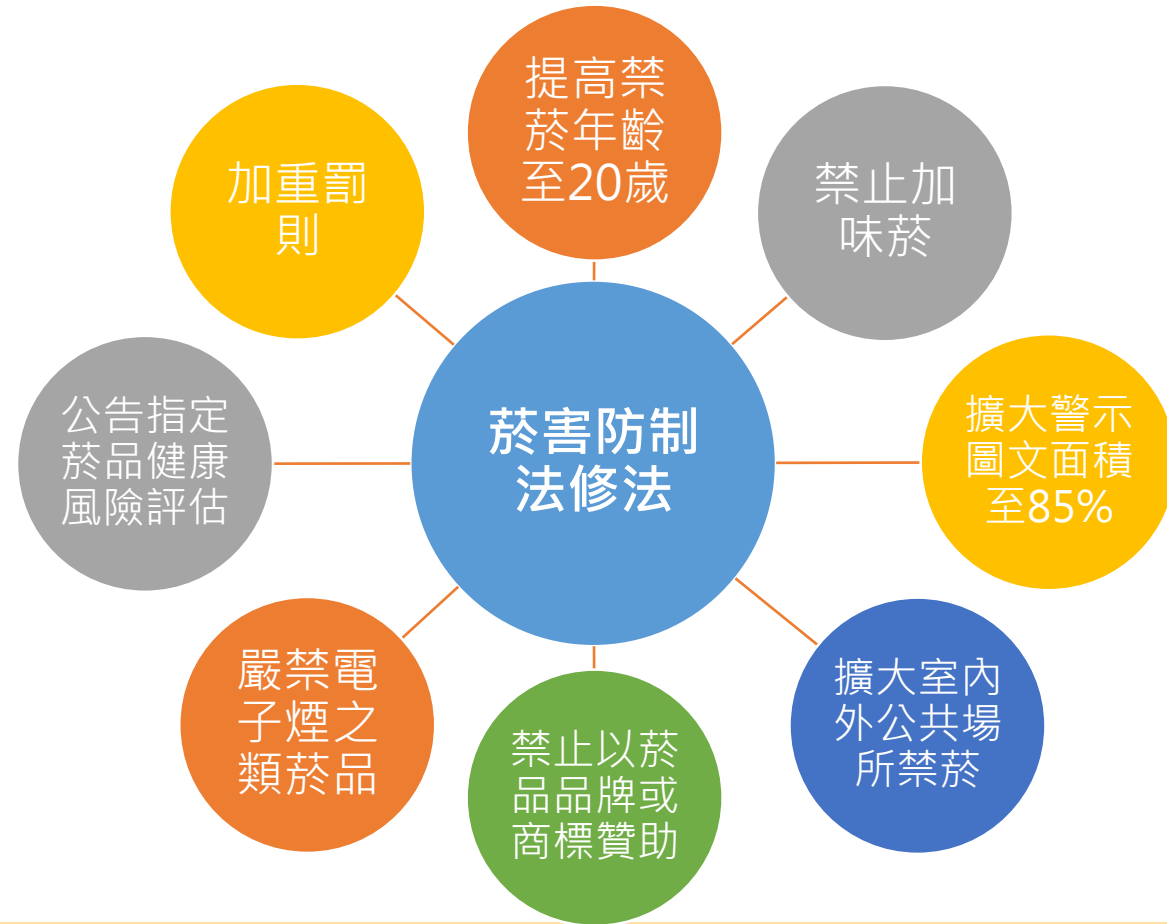 提高禁
菸年齡
至20歲
禁止加
味菸
擴大警示
圖文面積
至85%
擴大室內
外公共場
所禁菸
禁止以菸
品品牌或
商標贊助
嚴禁電
子煙之
類菸品
公告指定
菸品健康
風險評估
加重罰
則
菸害防制
法修法